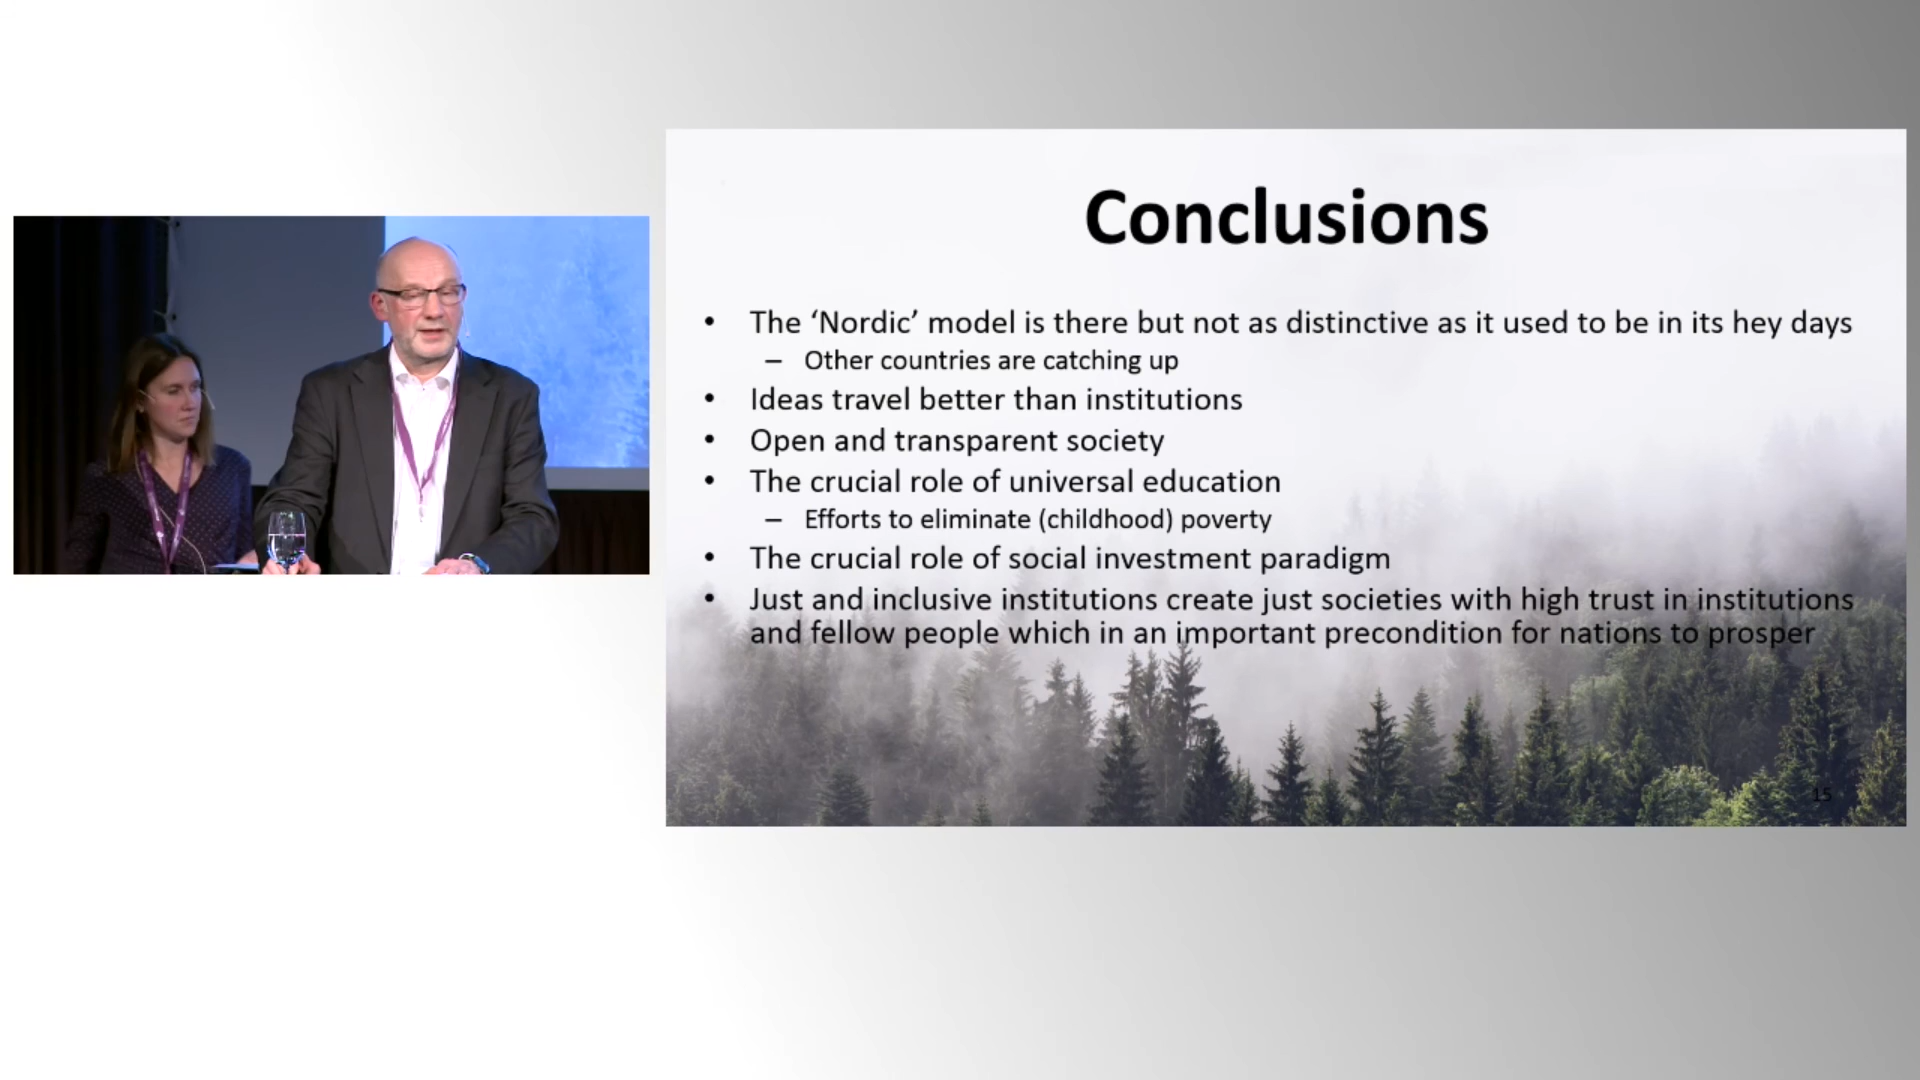 Conclusions
• The ‘Nordic’ model is there but not as distinctive as it used to be in its hey days
– Other countries are catching up
• Ideas travel better than institutions
• Open and transparent society
• The crucial role of universal education
– Efforts to eliminate (childhood) poverty
• The crucial role of social investment paradigm
• Just and inclusive institutions create just societies with high trust in institutions
and fellow people which in an important precondition for nations to prosper
15